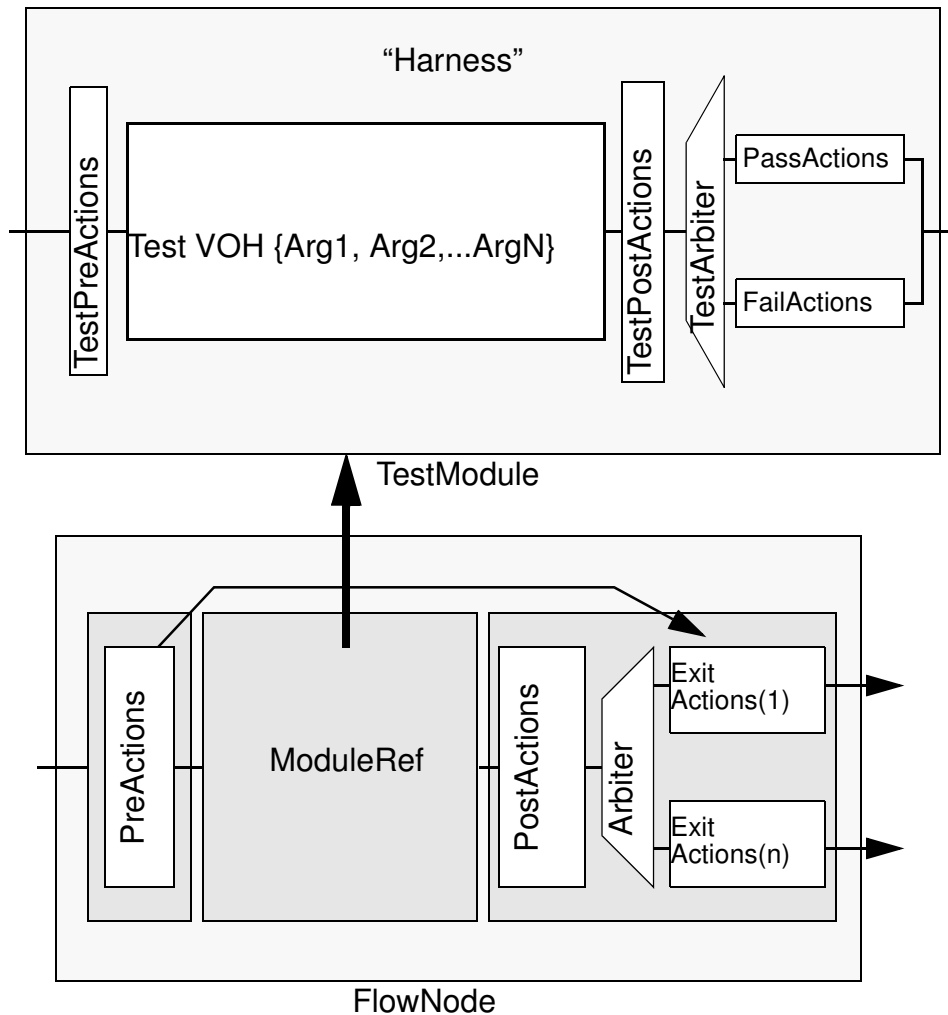 “Harness”
TestPreActions
Test VOH {Arg1, Arg2,...ArgN}
TestPostActions
TestArbiter
PassActions
FailActions
TestModule
PreActions
ModuleRef
PostActions
Arbiter
Exit
Actions(1)
Exit
Actions(n)
FlowNode